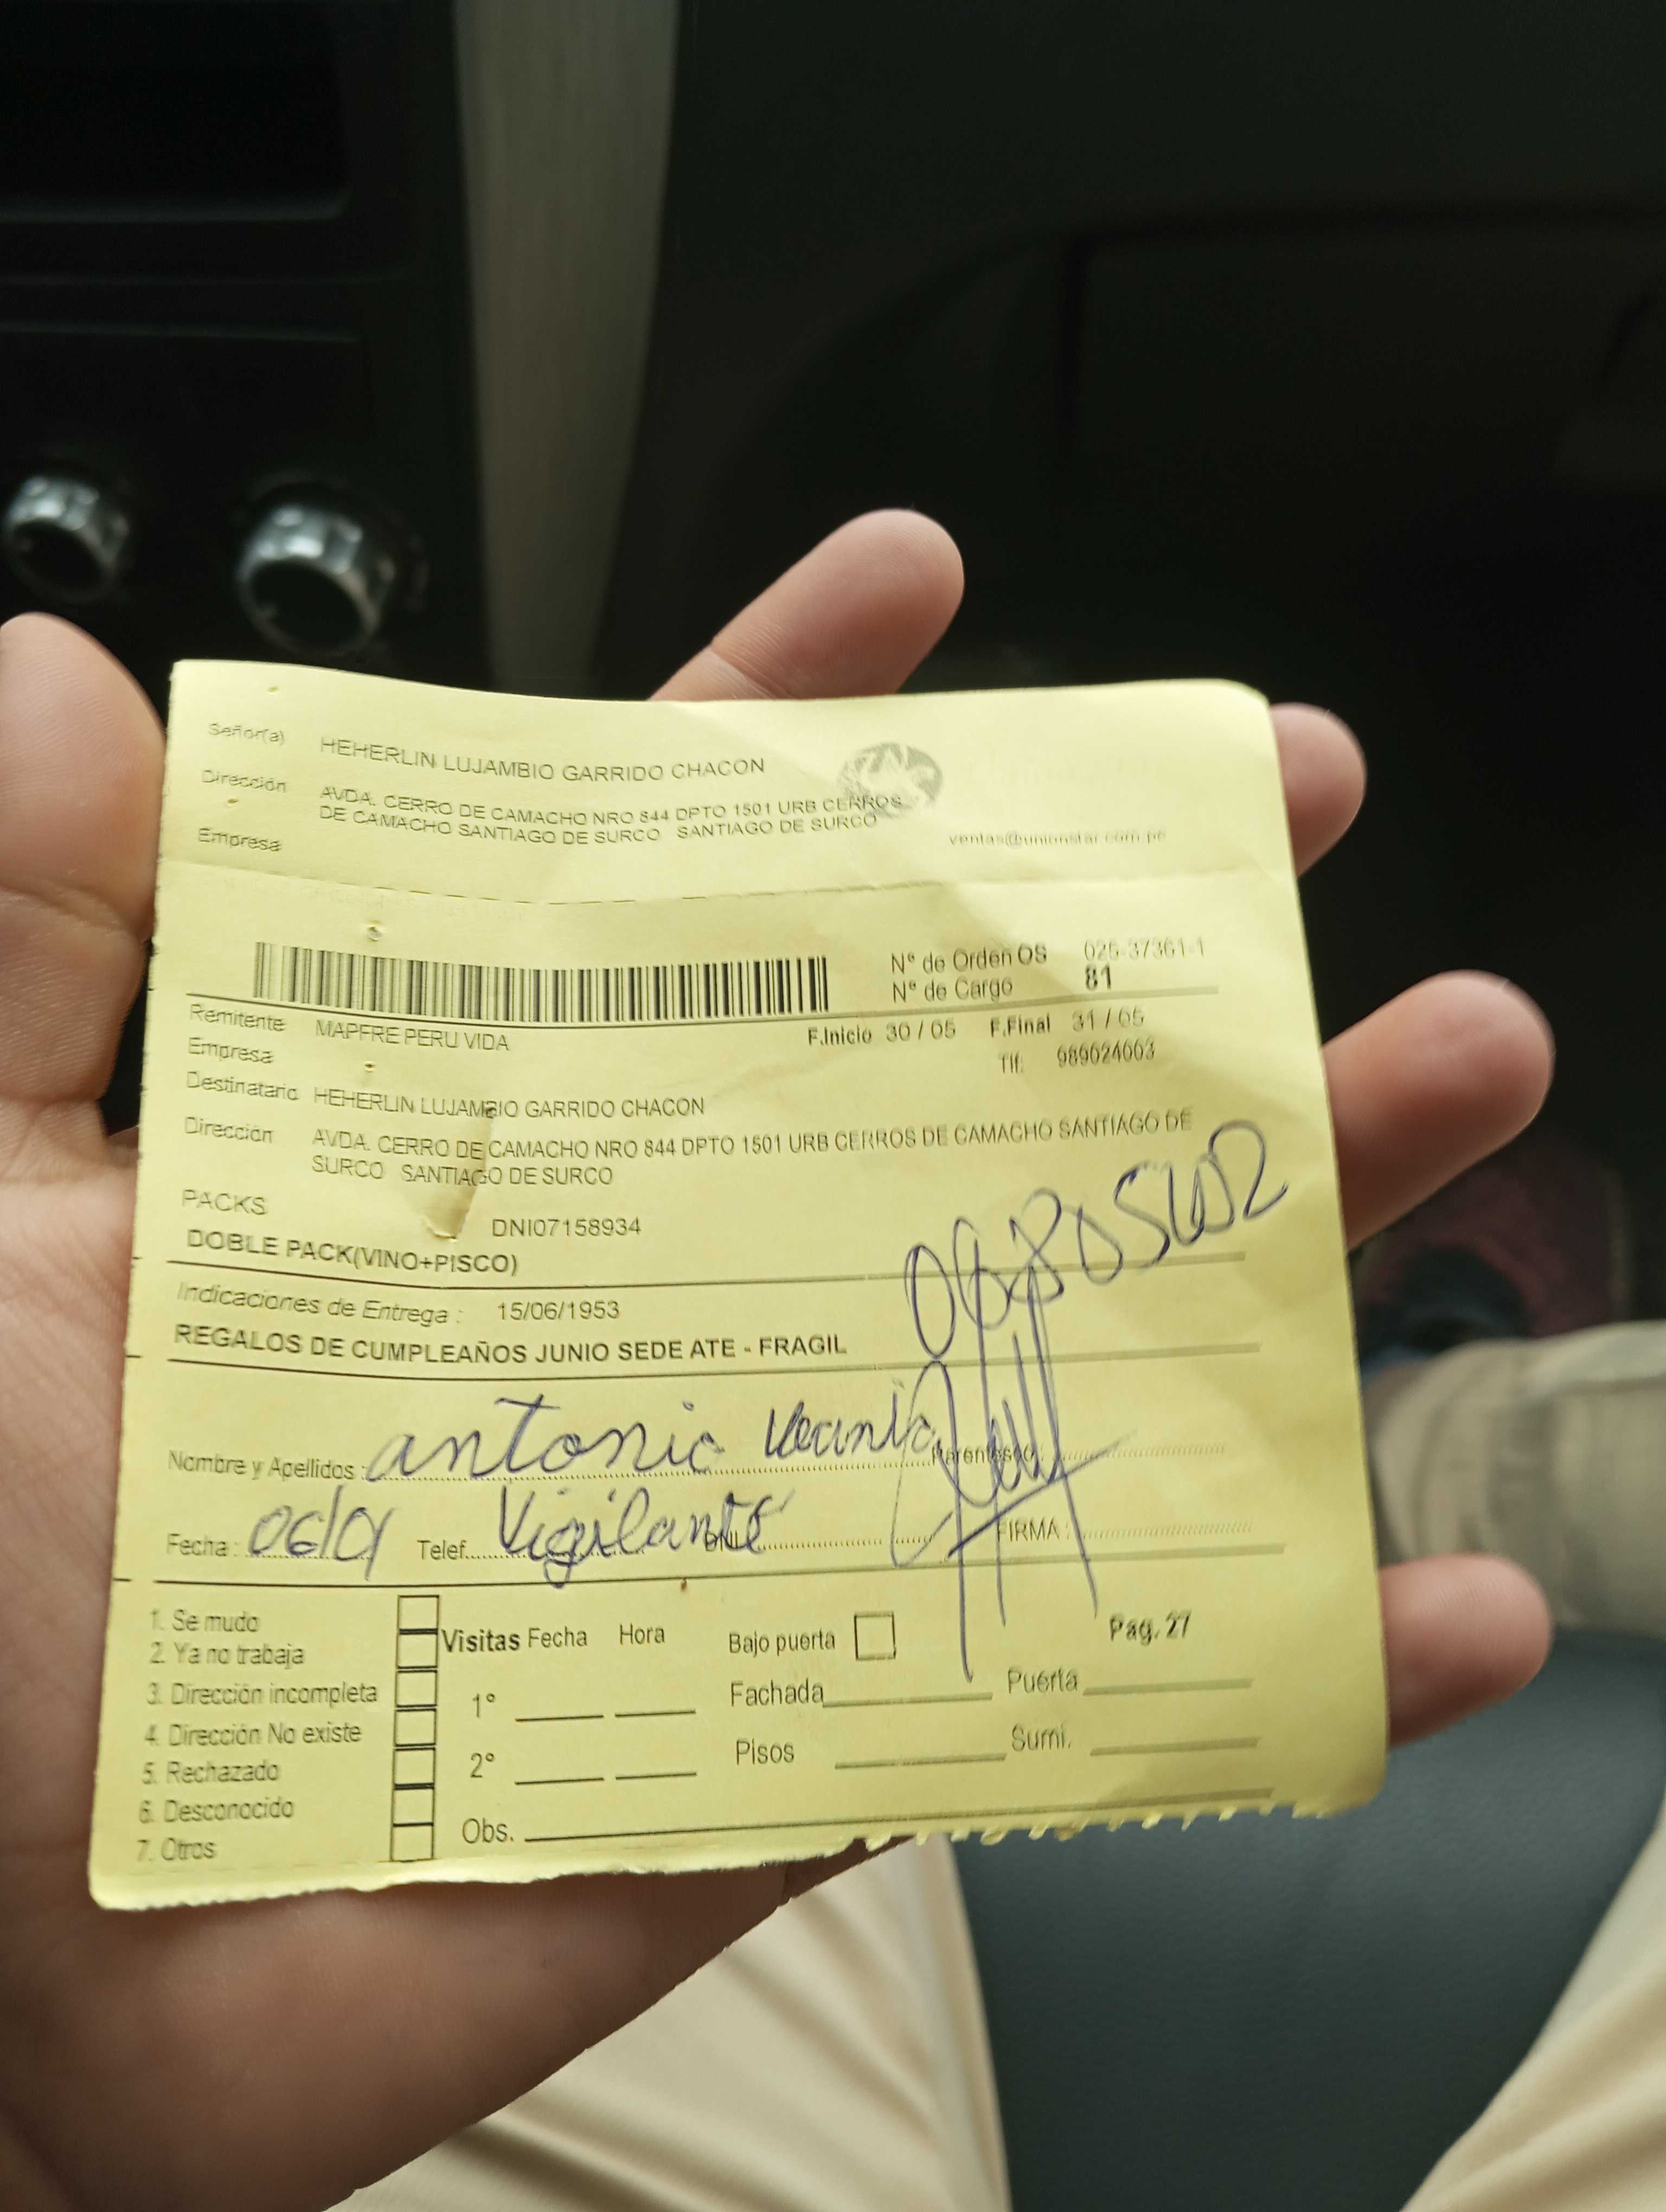 Señor(a) HEHERLIN LUJAMBIO GARRIDO CHACON
Dirección AVDA. CERRO DE CAMACHO NRO 844 DPTO 1501 URB CERROS
DE CAMACHO SANTIAGO DE SURCO SANTIAGO DE SURCO
Empresa
ventas@unionstar.com.pe
Nº de Orden OS 026-37361-1
Nº de Cargo 81
Remitente MAPFRE PERU VIDA F.Inicio 30 / 05 F.Final 31 / 05
Empresa Tlf: 989024003
Destinatario HEHERLIN LUJAMBIO GARRIDO CHACON
Dirección AVDA. CERRO DE CAMACHO NRO 844 DPTO 1501 URB CERROS DE CAMACHO SANTIAGO DE
SURCO SANTIAGO DE SURCO
PACKS DNI07158934
DOBLE PACK(VINO+PISCO)
Indicaciones de Entrega : 15/06/1953
REGALOS DE CUMPLEAÑOS JUNIO SEDE ATE - FRAGIL
Nombre y Apellidos : antonio Parentesco:
Fecha : Telef. Vigilante DNI FIRMA :
1. Se mudo
2. Ya no trabaja
3. Dirección incompleta
4. Dirección No existe
5. Rechazado
6. Desconocido
7. Otros
Visitas Fecha Hora
1°
2°
Obs.
Bajo puerta Pag. 27
Fachada Puerta
Pisos Sumi.